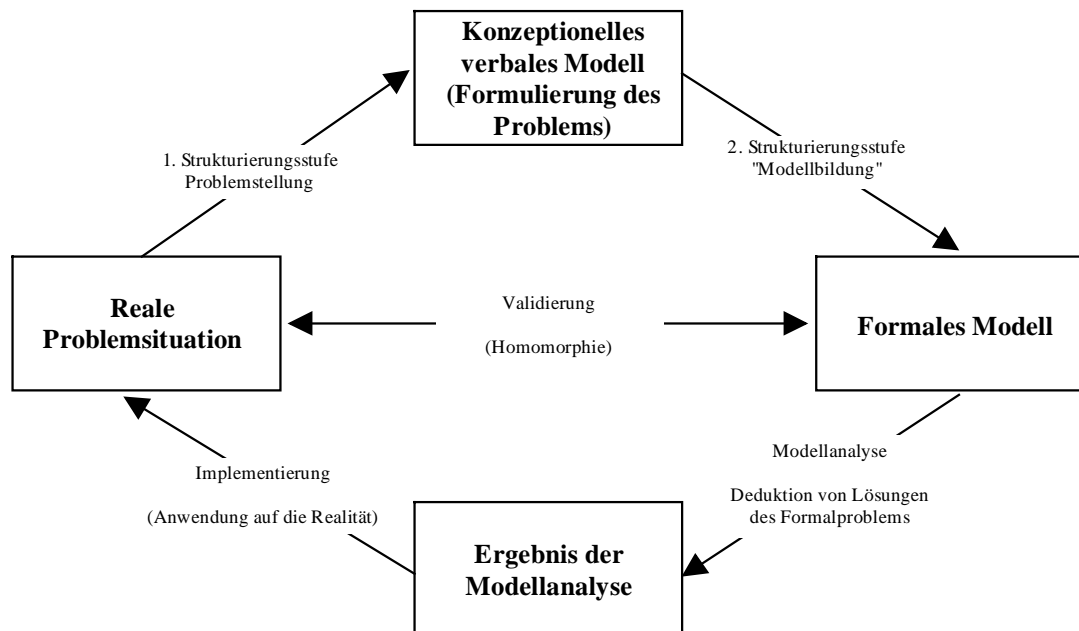 Konzeptionelles
verbales Modell
(Formulierung des
Problems)
1. Strukturierungsstufe
Problemstellung
2. Strukturierungsstufe
"Modellbildung"
Reale
Problemsituation
Validierung
(Homomorphie)
Formales Modell
Implementierung
(Anwendung auf die Realität)
Modellanalyse
Deduktion von Lösungen
des Formalproblems
Ergebnis der
Modellanalyse